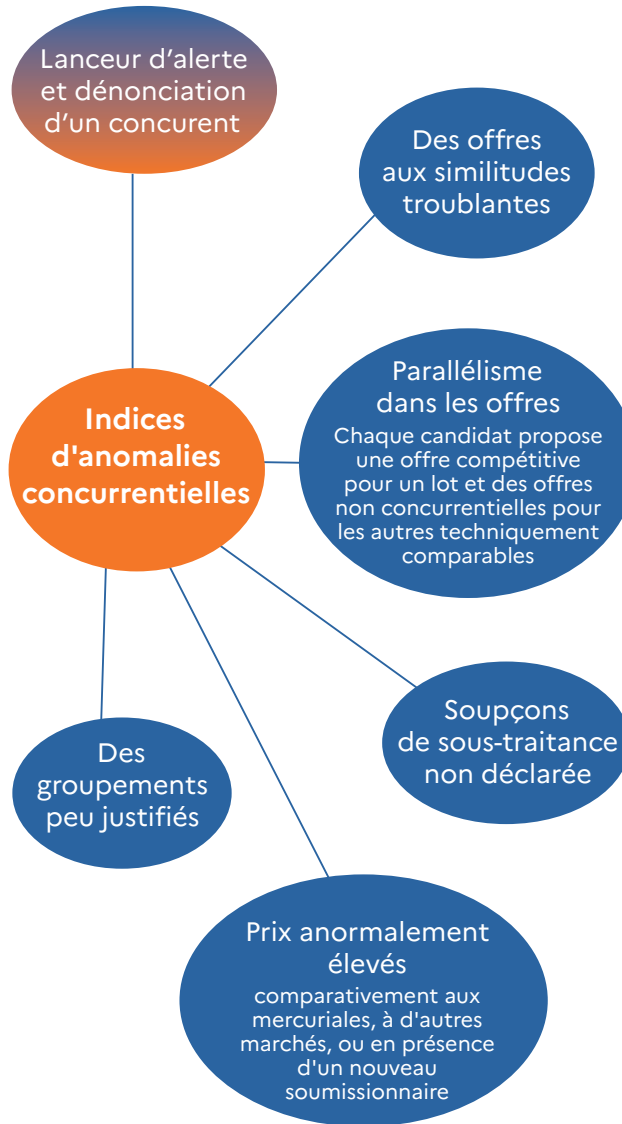 Lanceur d’alerte
et dénonciation
d’un concurent
Des offres
aux similitudes
troublantes
Parallélisme
dans les offres
Chaque candidat propose
une offre compétitive
pour un lot et des offres
non concurrentielles pour
les autres techniquement
comparables
Indices
d'anomalies
concurrentielles
Soupçons
de sous-traitance
non déclarée
Des
groupements
peu justifiés
Prix anormalement
élevés
comparativement aux
mercuriales, à d'autres
marchés, ou en présence
d'un nouveau
soumissionnaire